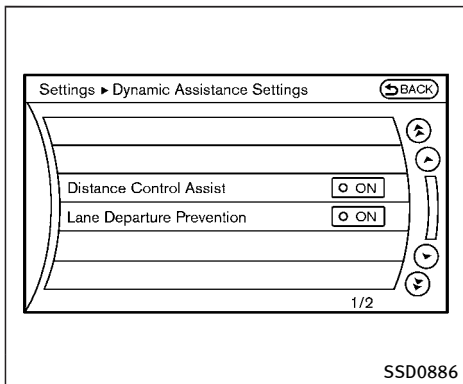 Settings ▸ Dynamic Assistance Settings
BACK
Distance Control Assist
ON
Lane Departure Prevention
ON
1/2
SSD0886